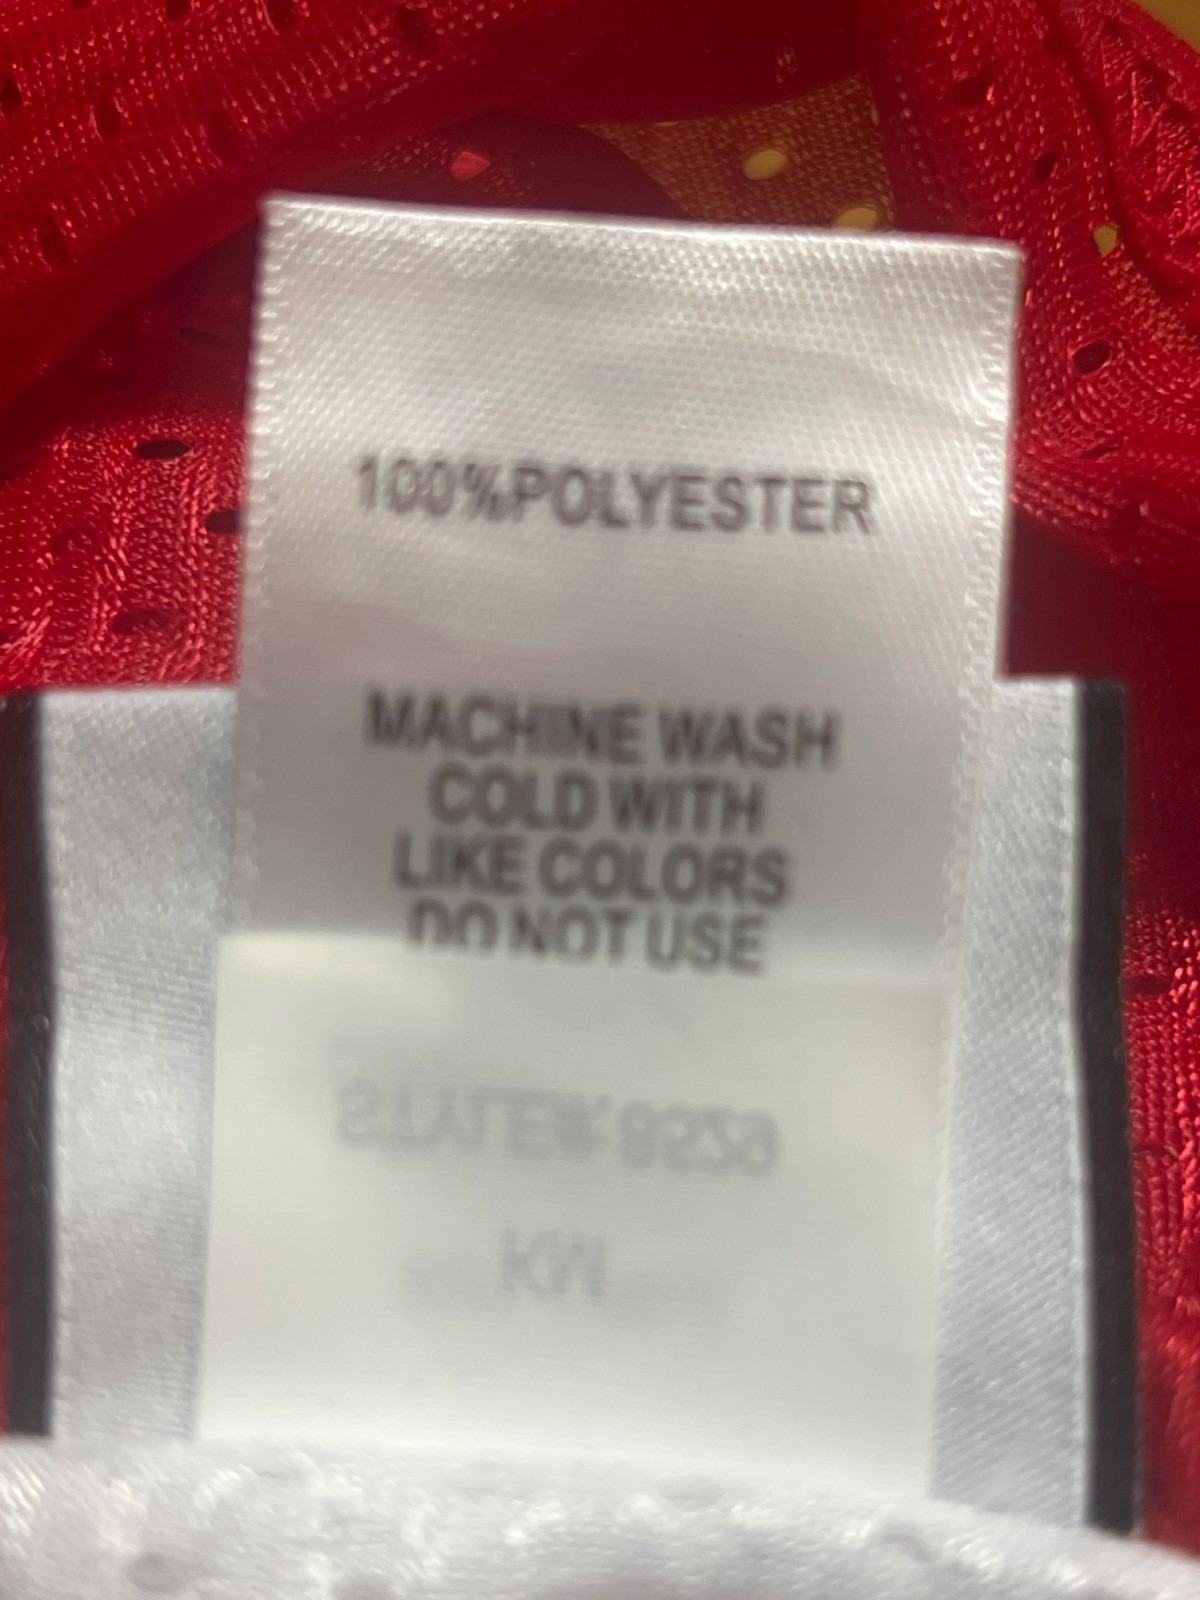 100%POLYESTER
MACHINE WASH
COLD WITH
LIKE COLORS
DO NOT USE